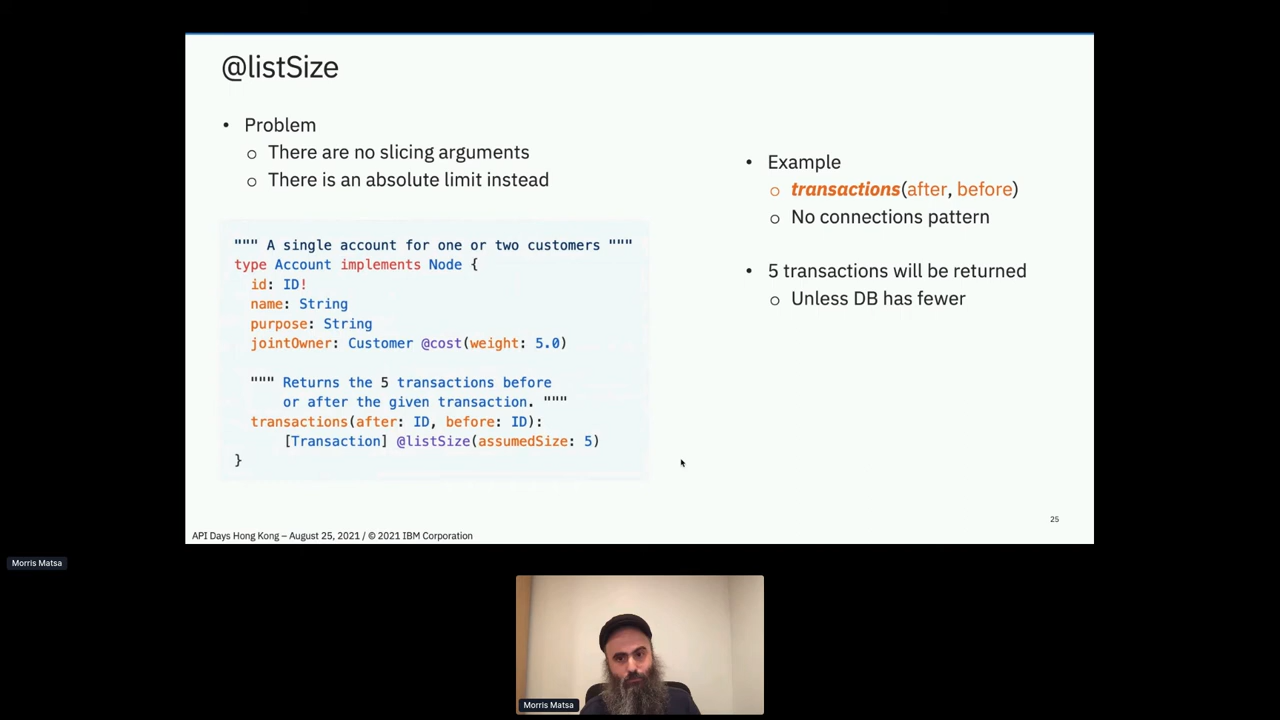 @listSize
• Problem
o There are no slicing arguments
o There is an absolute limit instead
""" A single account for one or two customers """
type Account implements Node {
id: ID!
name: String
purpose: String
jointOwner: Customer @cost(weight: 5.0)
""" Returns the 5 transactions before
or after the given transaction. """
transactions(after: ID, before: ID):
[Transaction] @listSize(assumedSize: 5)
}
• Example
o transactions(after, before)
o No connections pattern
• 5 transactions will be returned
o Unless DB has fewer
25
API Days Hong Kong – August 25, 2021 / © 2021 IBM Corporation
Morris Matsa
Morris Matsa